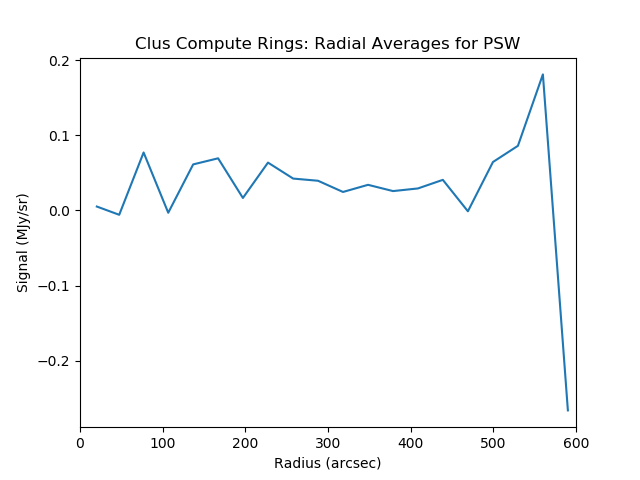 Clus Compute Rings: Radial Averages for PSW
0.2
0.1
0.0
−0.1
−0.2
Signal (MJy/sr)
0 100 200 300 400 500 600
Radius (arcsec)